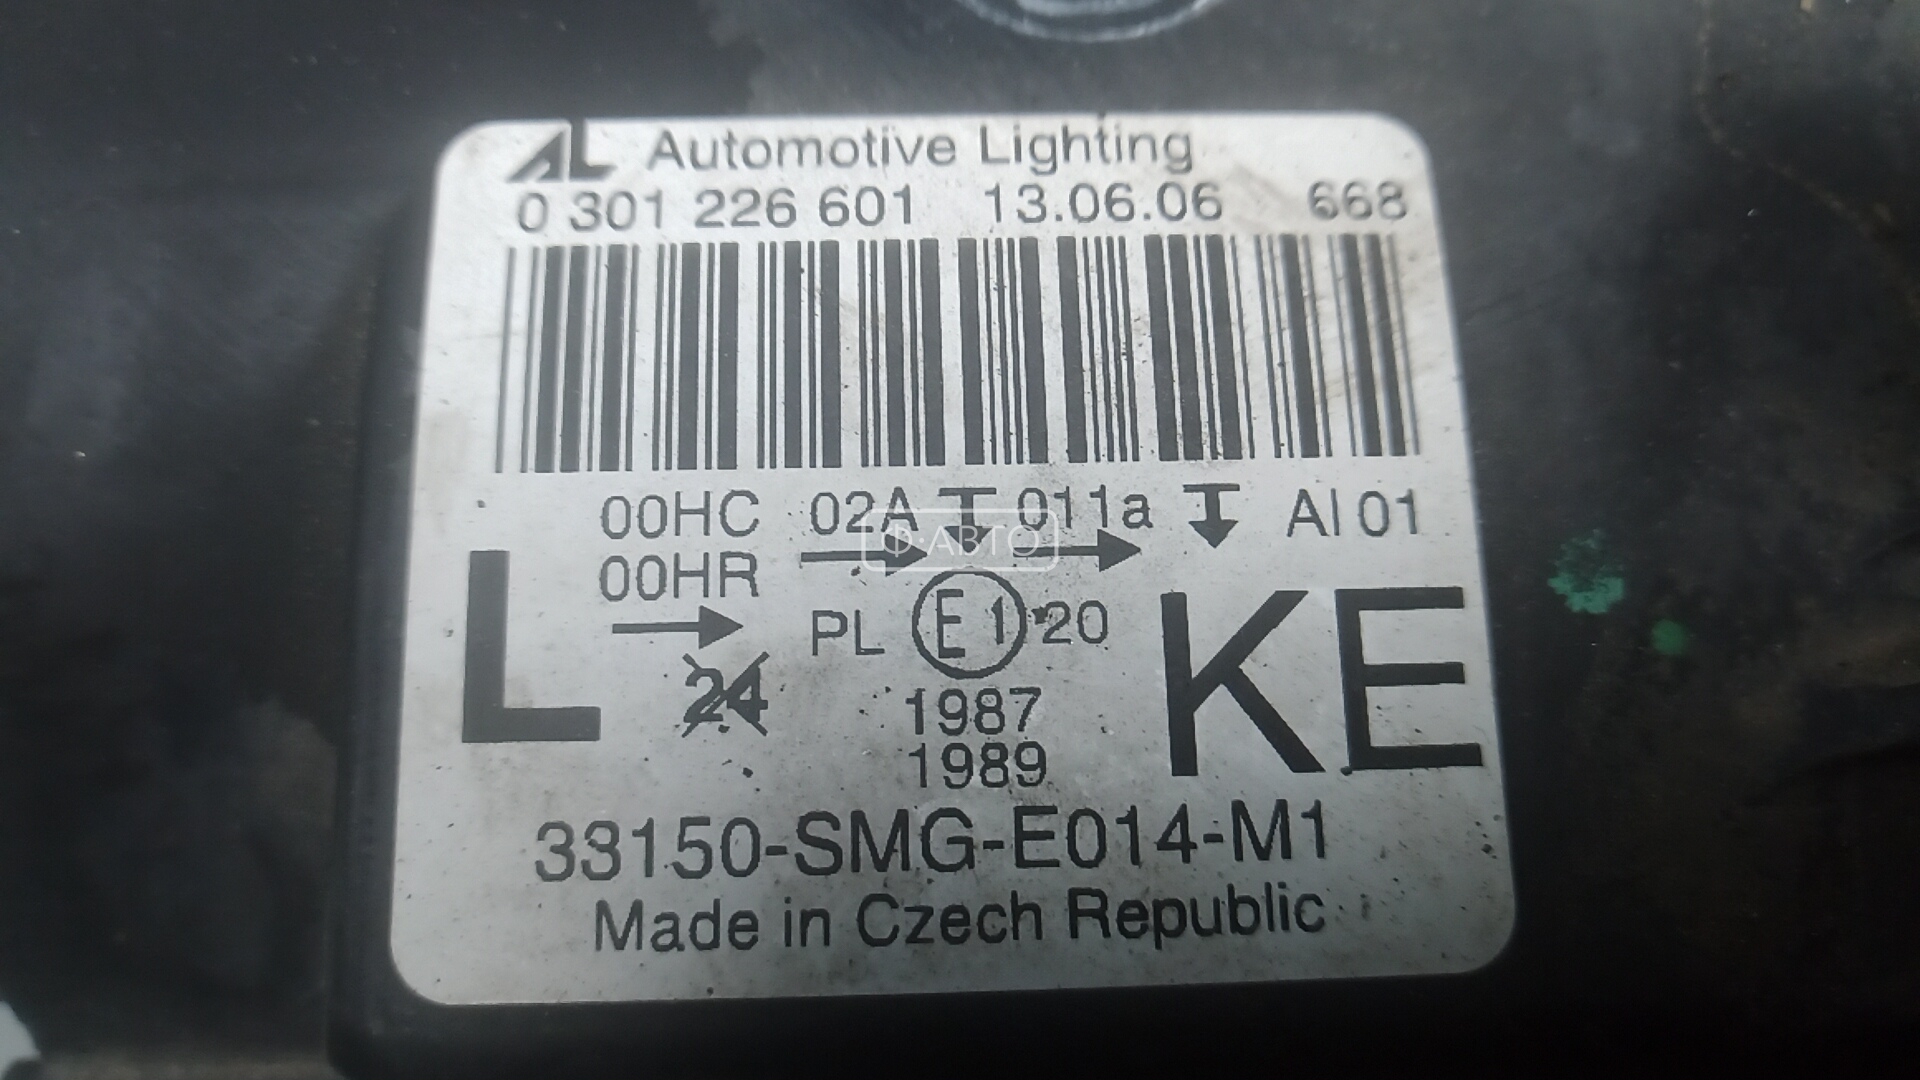 AL Automotive Lighting
0 301 226 601 13.06.06 668
00HC 02A 011a AI 01
Ф·АВТО
00HR
L PL E1 20 KE
24
1987
1989
33150-SMG-E014-M1
Made in Czech Republic